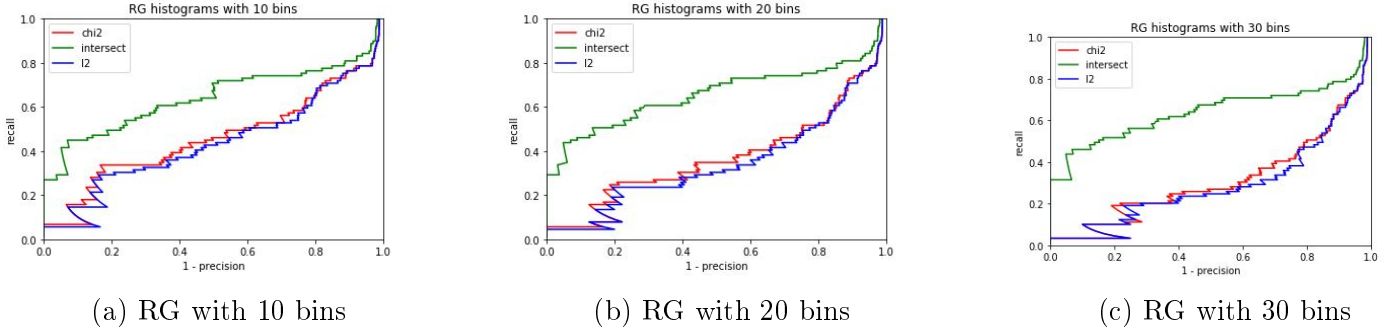 RG histograms with 10 bins
1.0
0.8
0.6
0.4
0.2
0.0
recall
chi2
intersect
l2
0.0 0.2 0.4 0.6 0.8 1.0
1 - precision
(a) RG with 10 bins
RG histograms with 20 bins
1.0
0.8
0.6
0.4
0.2
0.0
recall
chi2
intersect
l2
0.0 0.2 0.4 0.6 0.8 1.0
1 - precision
(b) RG with 20 bins
RG histograms with 30 bins
1.0
0.8
0.6
0.4
0.2
0.0
recall
chi2
intersect
l2
0.0 0.2 0.4 0.6 0.8 1.0
1 - precision
(c) RG with 30 bins